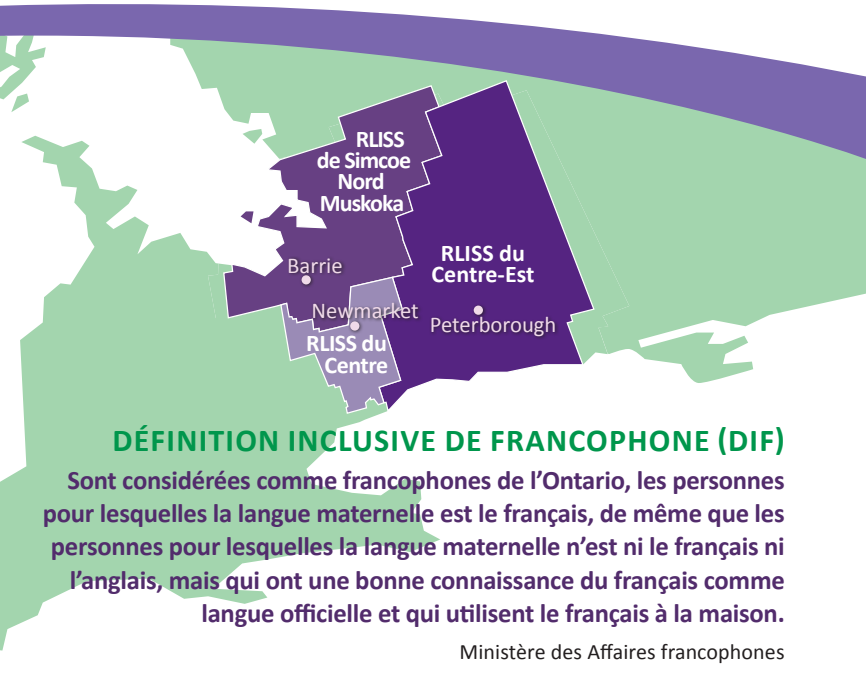 RLISS
de Simcoe
Nord
Muskoka
RLISS du
Centre-Est
Barrie
Newmarket
Peterborough
RLISS du
Centre
DÉFINITION INCLUSIVE DE FRANCOPHONE (DIF)
Sont considérées comme francophones de l’Ontario, les personnes
pour lesquelles la langue maternelle est le français, de même que les
personnes pour lesquelles la langue maternelle n’est ni le français ni
l’anglais, mais qui ont une bonne connaissance du français comme
langue officielle et qui utilisent le français à la maison.
Ministère des Affaires francophones